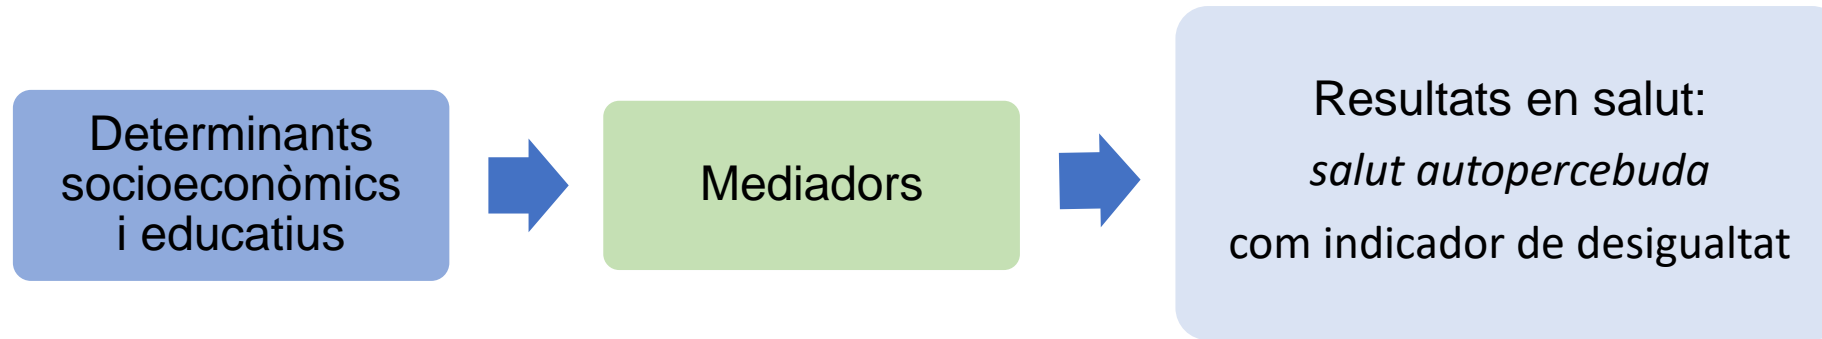 Determinants
socioeconòmics
i educatius
Mediadors
Resultats en salut:
salut autopercebuda
com indicador de desigualtat